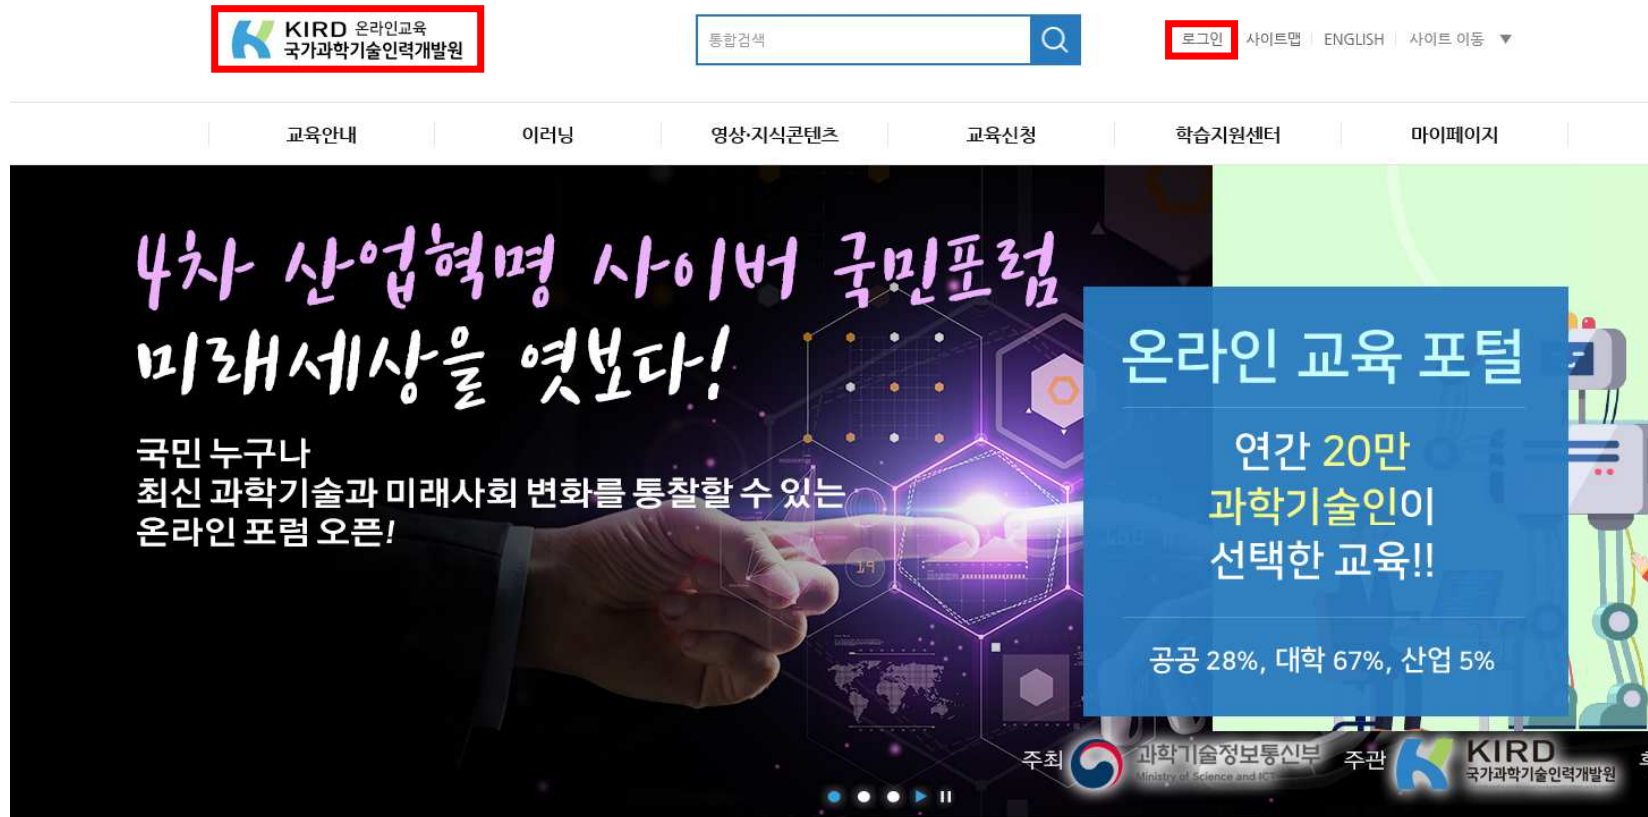 KIRD 온라인교육
국가과학기술인력개발원
통합검색
로그인 사이트맵 ENGLISH 사이트 이동 ▼
교육안내 이러닝 영상·지식콘텐츠 교육신청 학습지원센터 마이페이지
4차 산업혁명 사이버 국민포럼
미래세상을 엿보다!
국민 누구나
최신 과학기술과 미래사회 변화를 통찰할 수 있는
온라인 포럼 오픈!
온라인 교육 포털
연간 20만
과학기술인이
선택한 교육!!
공공 28%, 대학 67%, 산업 5%
주최 과학기술정보통신부 주관 KIRD
Ministry of Science and ICT 국가과학기술인력개발원